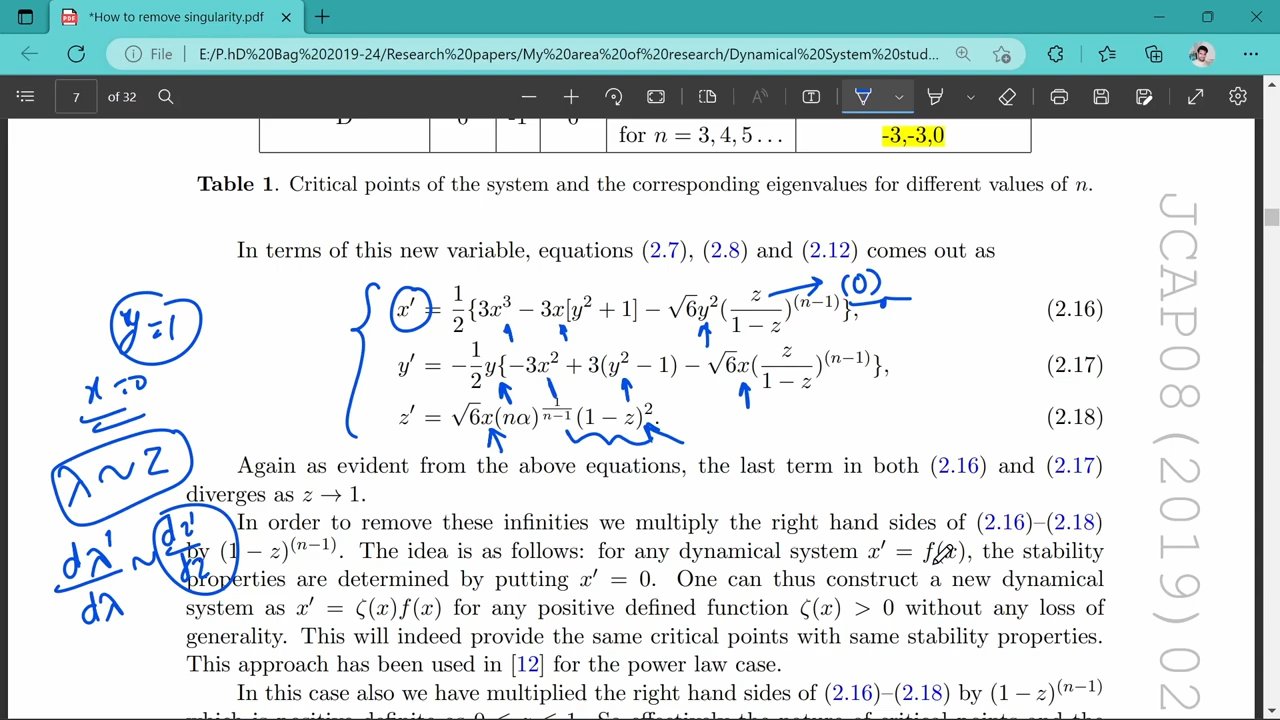 *How to remove singularity.pdf
File E:/P.hD%20Bag%202019-24/Research%20papers/My%20area%20of%20research/Dynamical%20System%20stud...
7 of 32
0 -1 0
for n = 3, 4, 5 . . . -3,-3,0
Table 1. Critical points of the system and the corresponding eigenvalues for different values of n.
In terms of this new variable, equations (2.7), (2.8) and (2.12) comes out as
(0)
x′ = 1/2{3x³ − 3x[y² + 1] − √6y²(z/(1 − z))^(n−1)}, (2.16)
y=1
y′ = −1/2y{−3x² + 3(y² − 1) − √6x(z/(1 − z))^(n−1)}, (2.17)
x=0
z′ = √6x(nα)^(1/(n−1))(1 − z)². (2.18)
λ ~ z
Again as evident from the above equations, the last term in both (2.16) and (2.17)
diverges as z → 1.
In order to remove these infinities we multiply the right hand sides of (2.16)–(2.18)
dλ'/dλ ~ dz'/dz
by (1 − z)^(n−1). The idea is as follows: for any dynamical system x′ = f(x), the stability
properties are determined by putting x′ = 0. One can thus construct a new dynamical
system as x′ = ζ(x)f(x) for any positive defined function ζ(x) > 0 without any loss of
generality. This will indeed provide the same critical points with same stability properties.
This approach has been used in [12] for the power law case.
In this case also we have multiplied the right hand sides of (2.16)–(2.18) by (1 − z)^(n−1)
JCAP08(2019)02